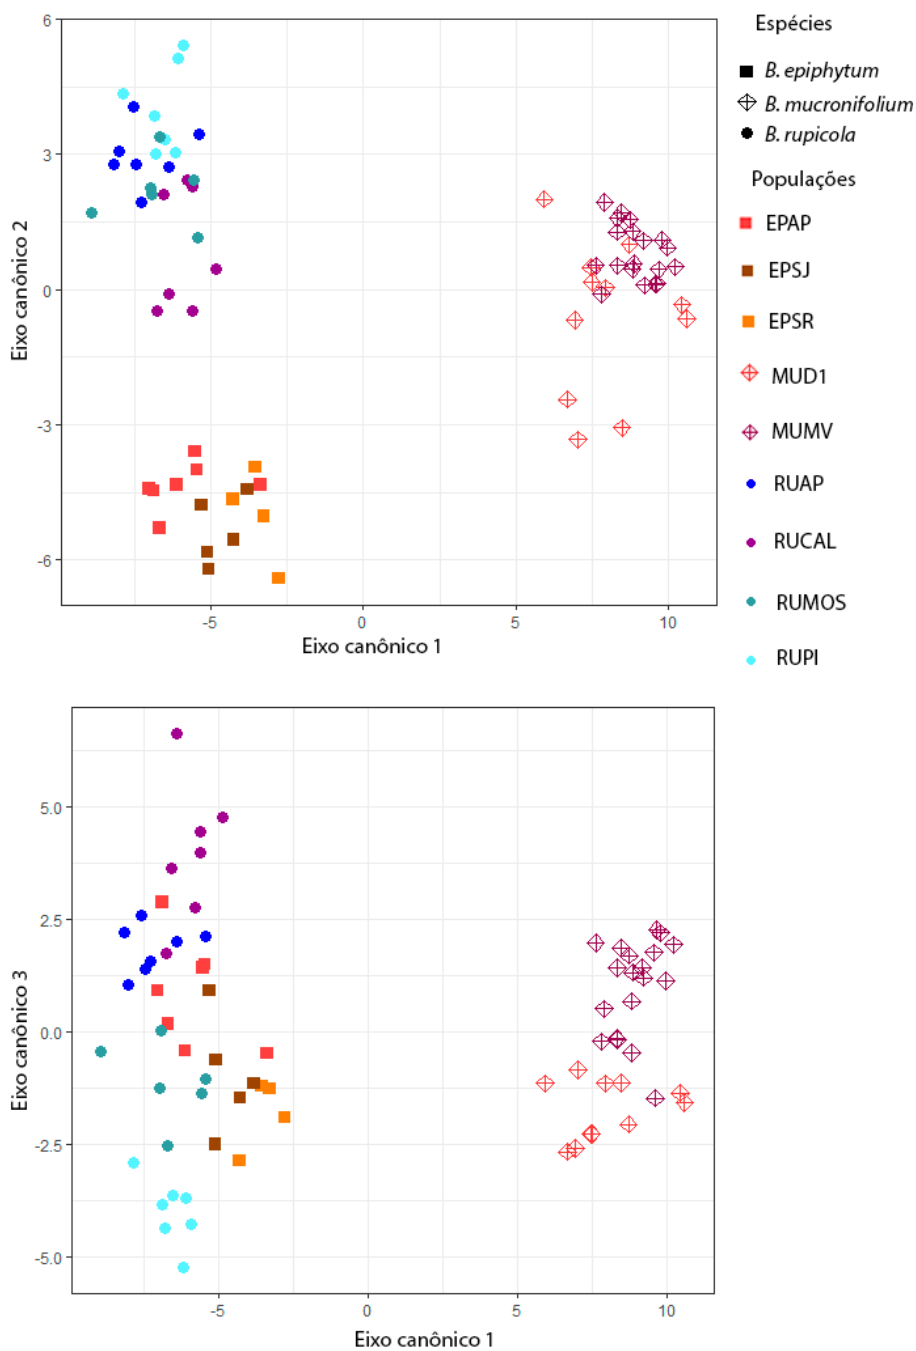 6
3
0
-3
-6
Eixo canônico 2
-5
0
5
10
Eixo canônico 1
Espécies
B. epiphytum
B. mucronifolium
B. rupicola
Populações
EPAP
EPSJ
EPSR
MUD1
MUMV
RUAP
RUCAL
RUMOS
RUPI
5.0
2.5
0.0
-2.5
-5.0
Eixo canônico 3
-5
0
5
10
Eixo canônico 1